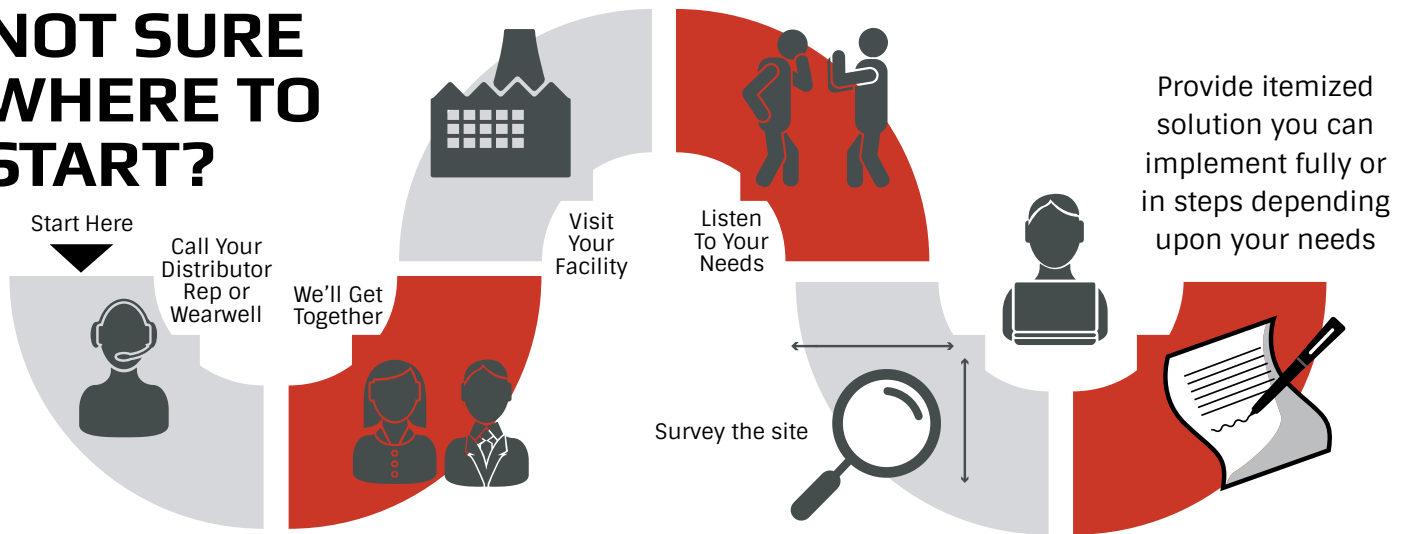 NOT SURE
WHERE TO
START?
Start Here
Call Your
Distributor
Rep or
Wearwell
We'll Get
Together
Visit
Your
Facility
Listen
To Your
Needs
Survey the site
Provide itemized
solution you can
implement fully or
in steps depending
upon your needs